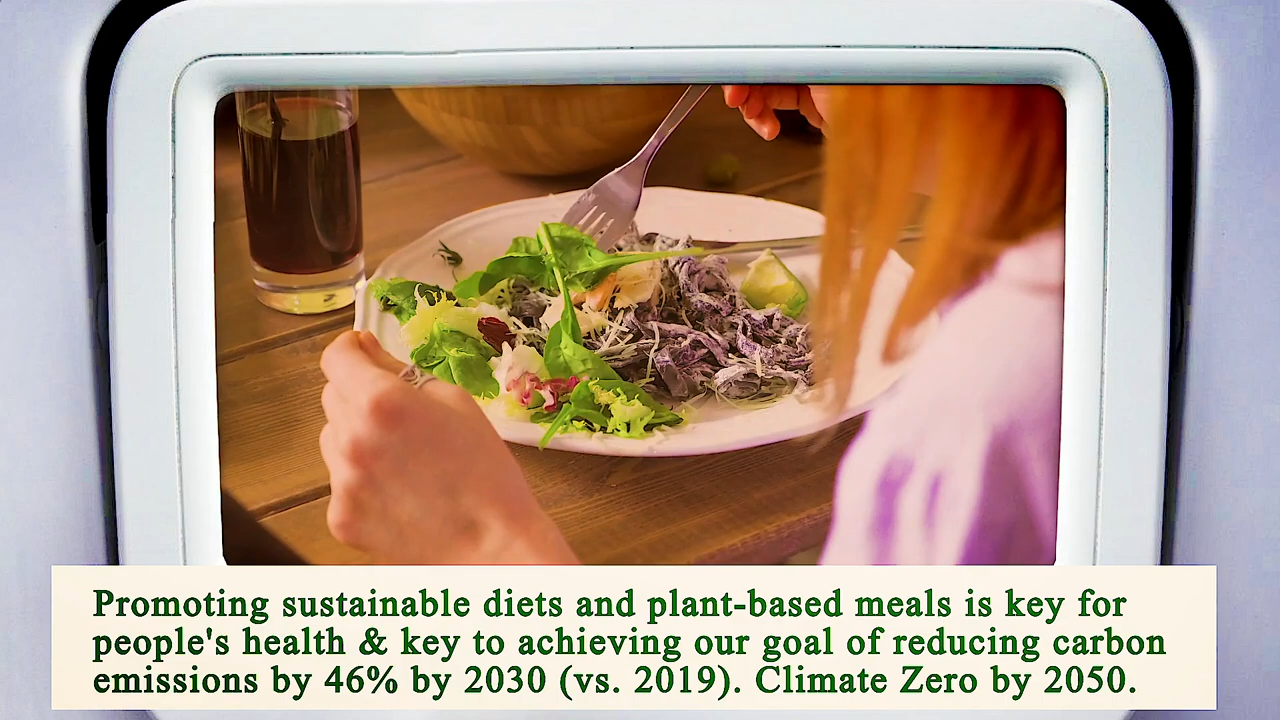 Promoting sustainable diets and plant-based meals is key for
people's health & key to achieving our goal of reducing carbon
emissions by 46% by 2030 (vs. 2019). Climate Zero by 2050.